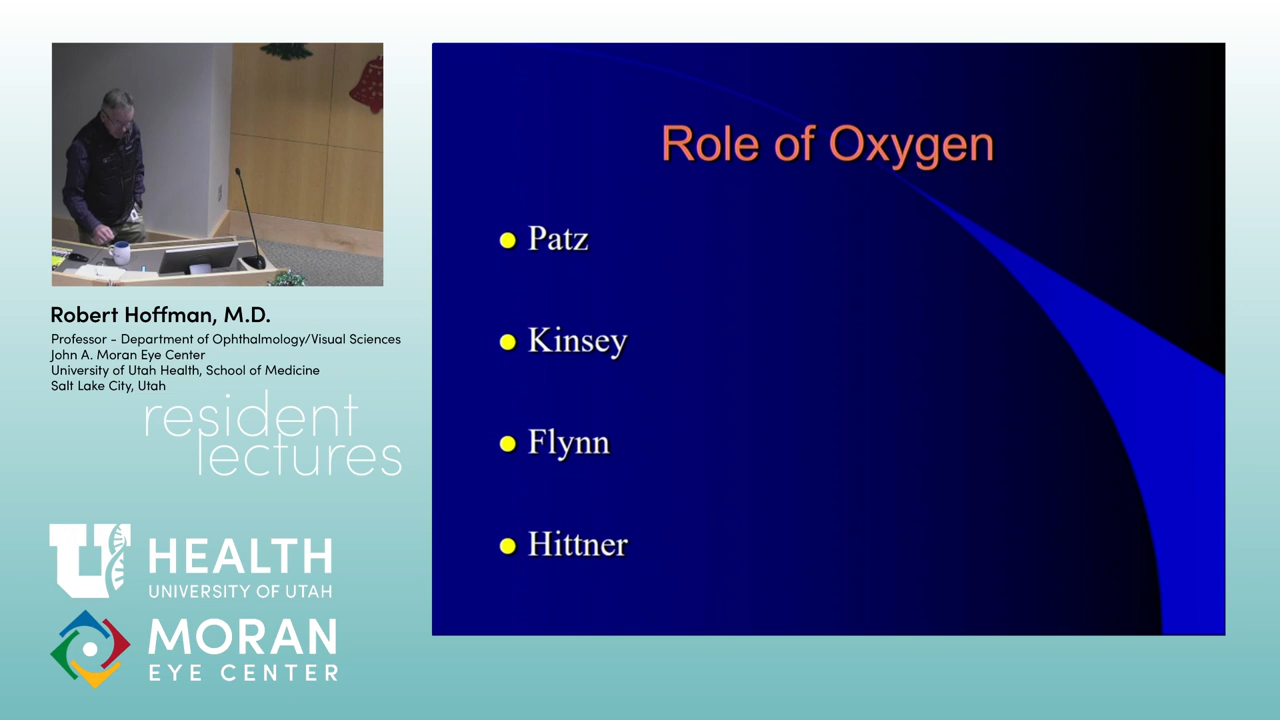 Role of Oxygen
Patz
Kinsey
Flynn
Hittner
Robert Hoffman, M.D.
Professor - Department of Ophthalmology/Visual Sciences
John A. Moran Eye Center
University of Utah Health, School of Medicine
Salt Lake City, Utah
resident
lectures
U HEALTH
UNIVERSITY OF UTAH
MORAN
EYE CENTER